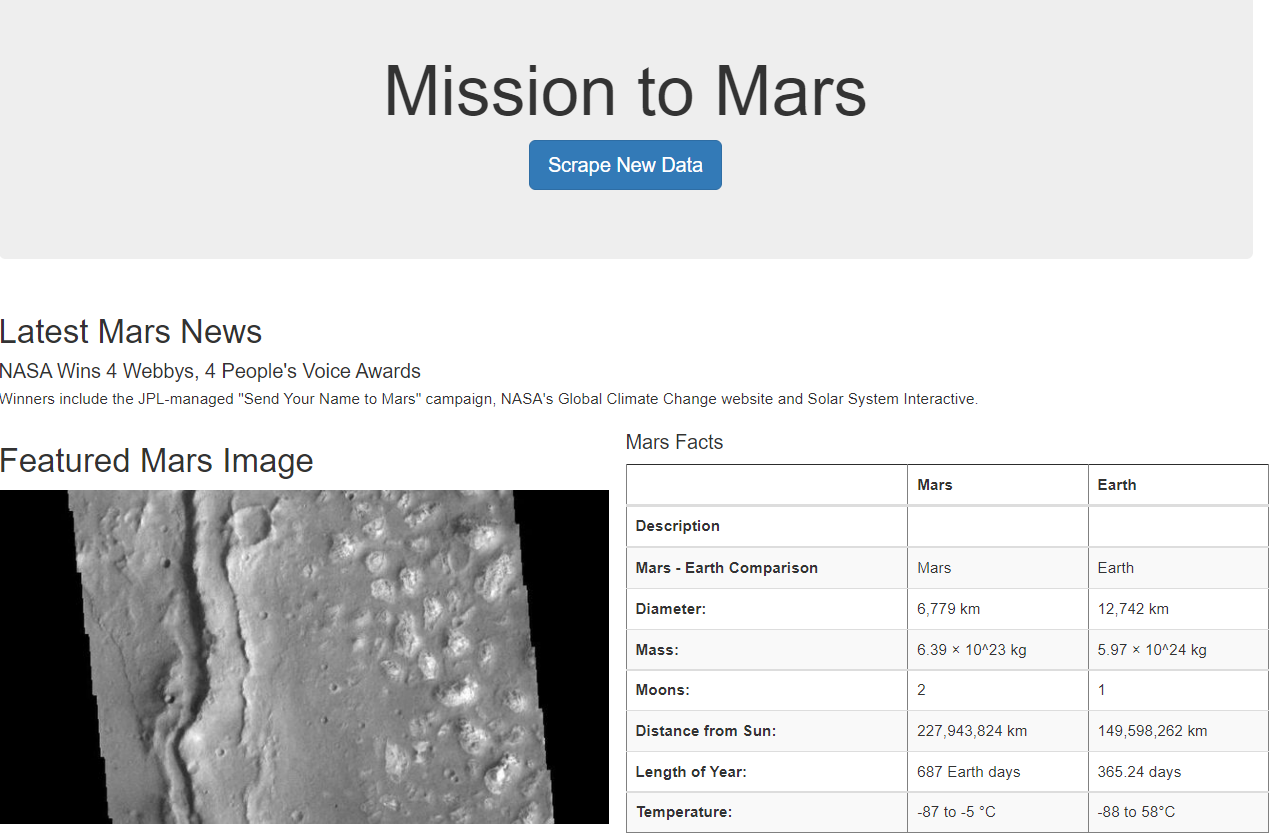 Mission to Mars
Scrape New Data
Latest Mars News
NASA Wins 4 Webbys, 4 People's Voice Awards
Winners include the JPL-managed "Send Your Name to Mars" campaign, NASA's Global Climate Change website and Solar System Interactive.
Featured Mars Image
Mars Facts
Mars Earth
Description
Mars - Earth Comparison Mars Earth
Diameter: 6,779 km 12,742 km
Mass: 6.39 × 10^23 kg 5.97 × 10^24 kg
Moons: 2 1
Distance from Sun: 227,943,824 km 149,598,262 km
Length of Year: 687 Earth days 365.24 days
Temperature: -87 to -5 °C -88 to 58°C